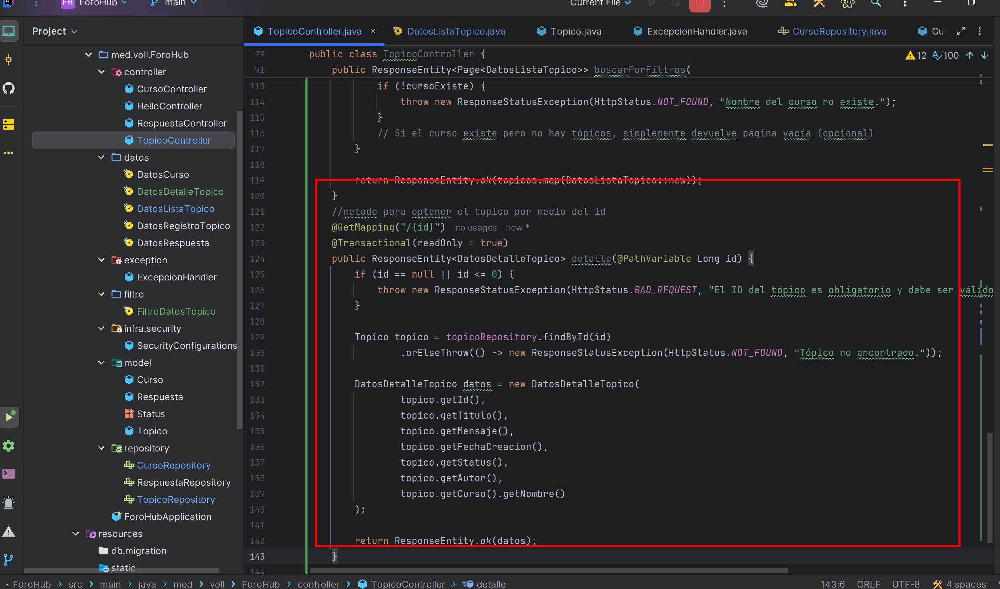 FH ForoHub main Current File
Project
TopicoController.java DatosListaTopico.java Topico.java ExcepcionHandler.java CursoRepository.java
med.voll.ForoHub
controller
CursoController
HelloController
RespuestaController
TopicoController
datos
DatosCurso
DatosDetalleTopico
DatosListaTopico
DatosRegistroTopico
DatosRespuesta
exception
ExcepcionHandler
filtro
FiltroDatosTopico
infra.security
SecurityConfigurations
model
Curso
Respuesta
Status
Topico
repository
CursoRepository
RespuestaRepository
TopicoRepository
ForoHubApplication
resources
db.migration
static
12 100
29 public class TopicoController {
91 public ResponseEntity<Page<DatosListaTopico>> buscarPorFiltros(
113 if (!cursoExiste) {
114 throw new ResponseStatusException(HttpStatus.NOT_FOUND, "Nombre del curso no existe.");
115 }
116 // Si el curso existe pero no hay tópicos, simplemente devuelve página vacía (opcional)
117 }
118
119 return ResponseEntity.ok(topicos.map(DatosListaTopico::new));
120 }
121 //metodo para optener el topico por medio del id
122 @GetMapping("/{id}") no usages new *
123 @Transactional(readOnly = true)
124 public ResponseEntity<DatosDetalleTopico> detalle(@PathVariable Long id) {
125 if (id == null || id <= 0) {
126 throw new ResponseStatusException(HttpStatus.BAD_REQUEST, "El ID del tópico es obligatorio y debe ser válido
127 }
128
129 Topico topico = topicoRepository.findById(id)
130 .orElseThrow(() -> new ResponseStatusException(HttpStatus.NOT_FOUND, "Tópico no encontrado."));
131
132 DatosDetalleTopico datos = new DatosDetalleTopico(
133 topico.getId(),
134 topico.getTitulo(),
135 topico.getMensaje(),
136 topico.getFechaCreacion(),
137 topico.getStatus(),
138 topico.getAutor(),
139 topico.getCurso().getNombre()
140 );
141
142 return ResponseEntity.ok(datos);
143 }
144
ForoHub > src > main > java > med > voll > ForoHub > controller > TopicoController > detalle 143:6 CRLF UTF-8 4 spaces